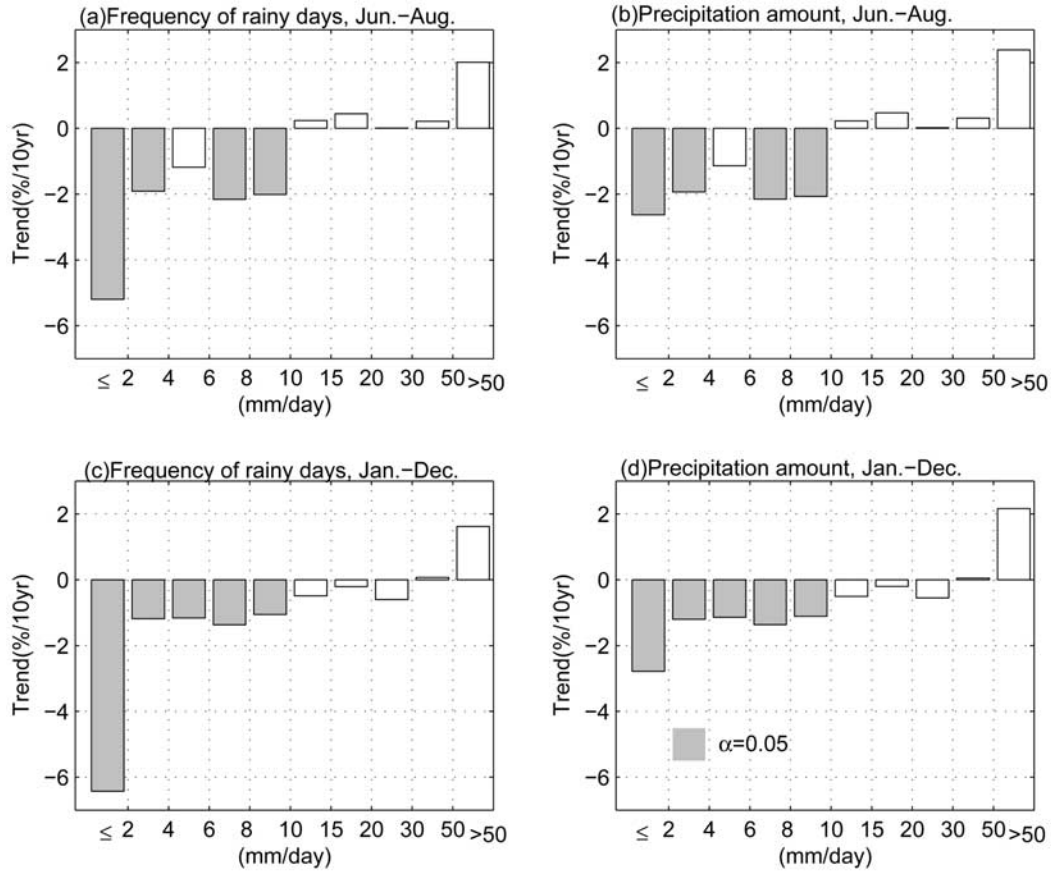 (a)Frequency of rainy days, Jun.−Aug.
Trend(%/10yr)
2
0
−2
−4
−6
≤ 2 4 6 8 10 15 20 30 50 >50
(mm/day)
(b)Precipitation amount, Jun.−Aug.
Trend(%/10yr)
2
0
−2
−4
−6
≤ 2 4 6 8 10 15 20 30 50 >50
(mm/day)
(c)Frequency of rainy days, Jan.−Dec.
Trend(%/10yr)
2
0
−2
−4
−6
≤ 2 4 6 8 10 15 20 30 50 >50
(mm/day)
(d)Precipitation amount, Jan.−Dec.
Trend(%/10yr)
2
0
−2
−4
−6
α=0.05
≤ 2 4 6 8 10 15 20 30 50 >50
(mm/day)